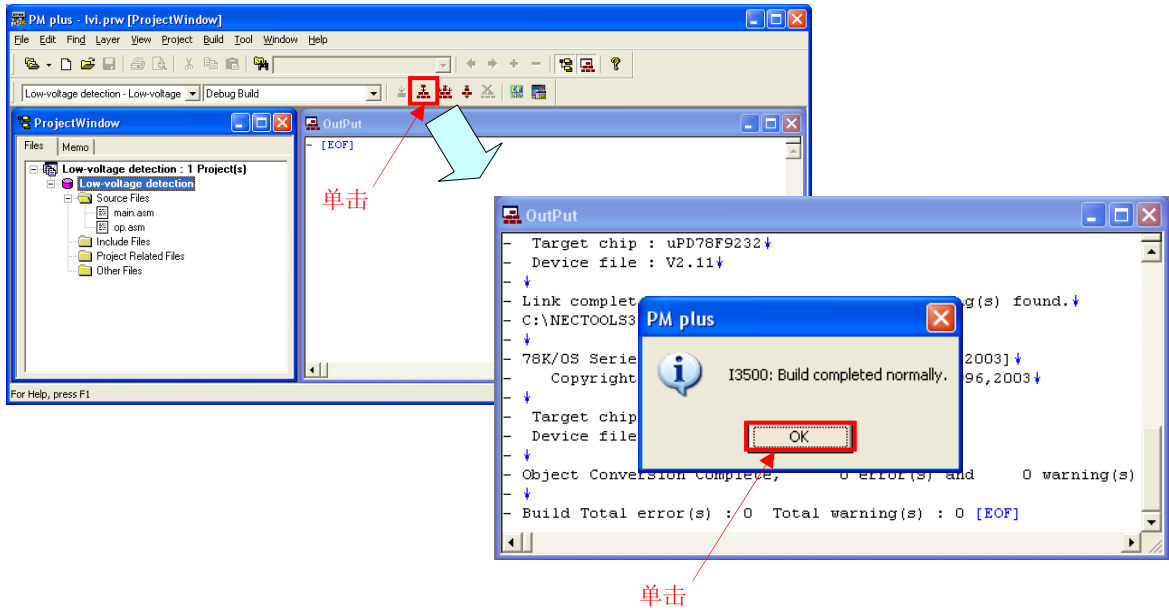 PM plus - lvi.prw [ProjectWindow]
File Edit Find Layer View Project Build Tool Window Help
Low-voltage detection - Low-voltage Debug Build
ProjectWindow
Files Memo
Low-voltage detection : 1 Project(s)
Low-voltage detection
Source Files
main.asm
op.asm
Include Files
Project Related Files
Other Files
For Help, press F1
OutPut
- [EOF]
单击
OutPut
- Target chip : uPD78F9232↓
- Device file : V2.11↓
- ↓
- Link complet g(s) found.↓
- C:\NECTOOLS3
- ↓
- 78K/0S Serie 2003]↓
- Copyright 96,2003↓
- ↓
- Target chip
- Device file
- ↓
- Object Conversion Complete, 0 error(s) and 0 warning(s)
- ↓
- Build Total error(s) : 0 Total warning(s) : 0 [EOF]
PM plus
I3500: Build completed normally.
OK
单击